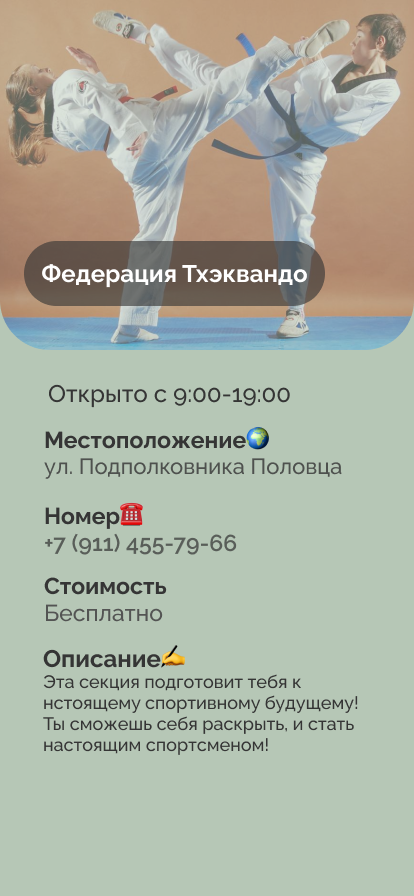 Федерация Тхэквандо
Открыто с 9:00-19:00
Местоположение🌍
ул. Подполковника Половца
Номер☎️
+7 (911) 455-79-66
Стоимость
Бесплатно
Описание✍️
Эта секция подготовит тебя к
нстоящему спортивному будущему!
Ты сможешь себя раскрыть, и стать
настоящим спортсменом!